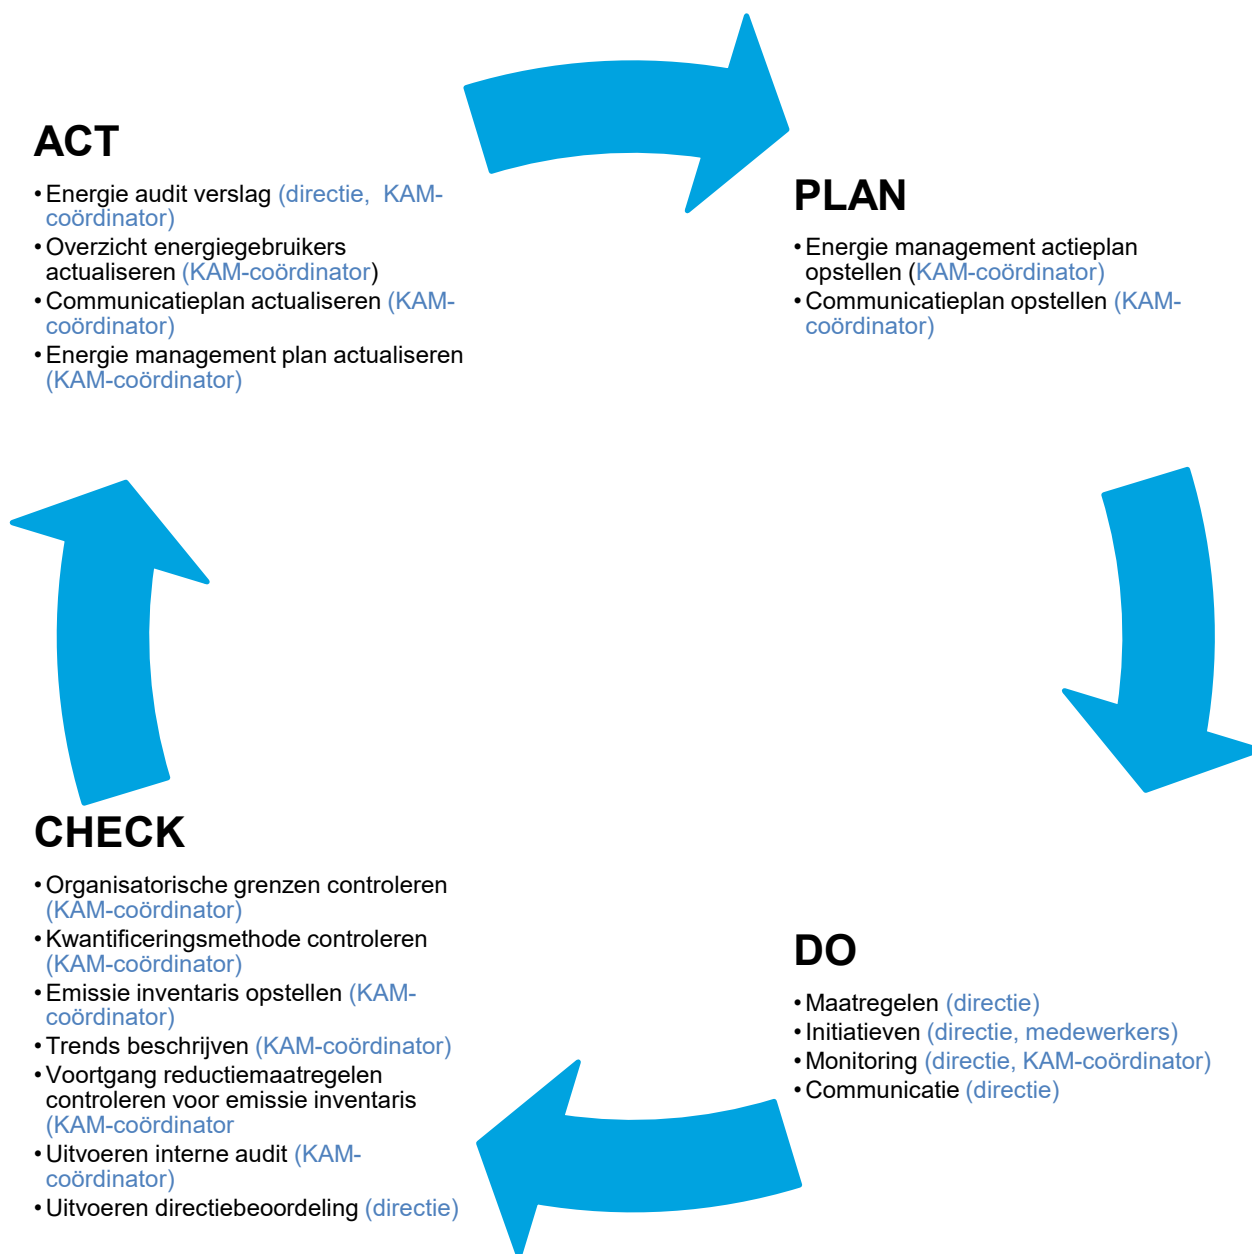 ACT
• Energie audit verslag (directie,  KAM-
coördinator)
• Overzicht energiegebruikers
actualiseren (KAM-coördinator)
• Communicatieplan actualiseren (KAM-
coördinator)
• Energie management plan actualiseren
(KAM-coördinator)
PLAN
• Energie management actieplan
opstellen (KAM-coördinator)
• Communicatieplan opstellen (KAM-
coördinator)
CHECK
• Organisatorische grenzen controleren
(KAM-coördinator)
• Kwantificeringsmethode controleren
(KAM-coördinator)
• Emissie inventaris opstellen (KAM-
coördinator)
• Trends beschrijven (KAM-coördinator)
• Voortgang reductiemaatregelen
controleren voor emissie inventaris
(KAM-coördinator
• Uitvoeren interne audit (KAM-
coördinator)
• Uitvoeren directiebeoordeling (directie)
DO
• Maatregelen (directie)
• Initiatieven (directie, medewerkers)
• Monitoring (directie, KAM-coördinator)
• Communicatie (directie)